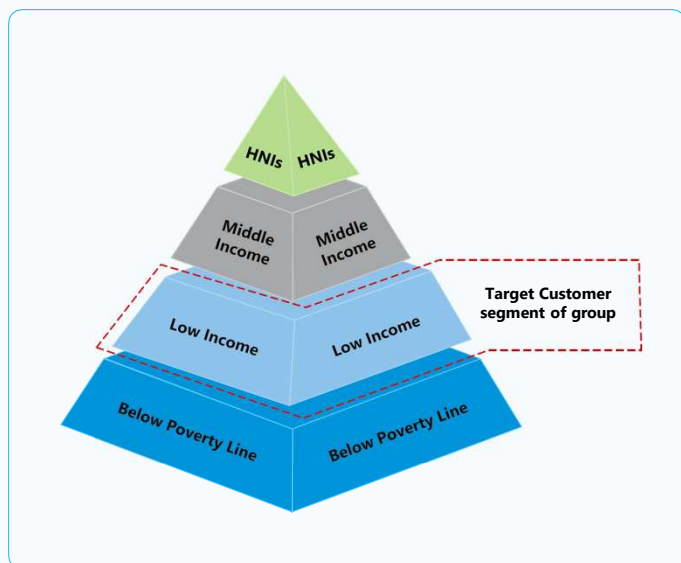 HNIs HNIs
Middle Income
Middle Income
Target Customer
segment of group
Low Income Low Income
Below Poverty Line Below Poverty Line